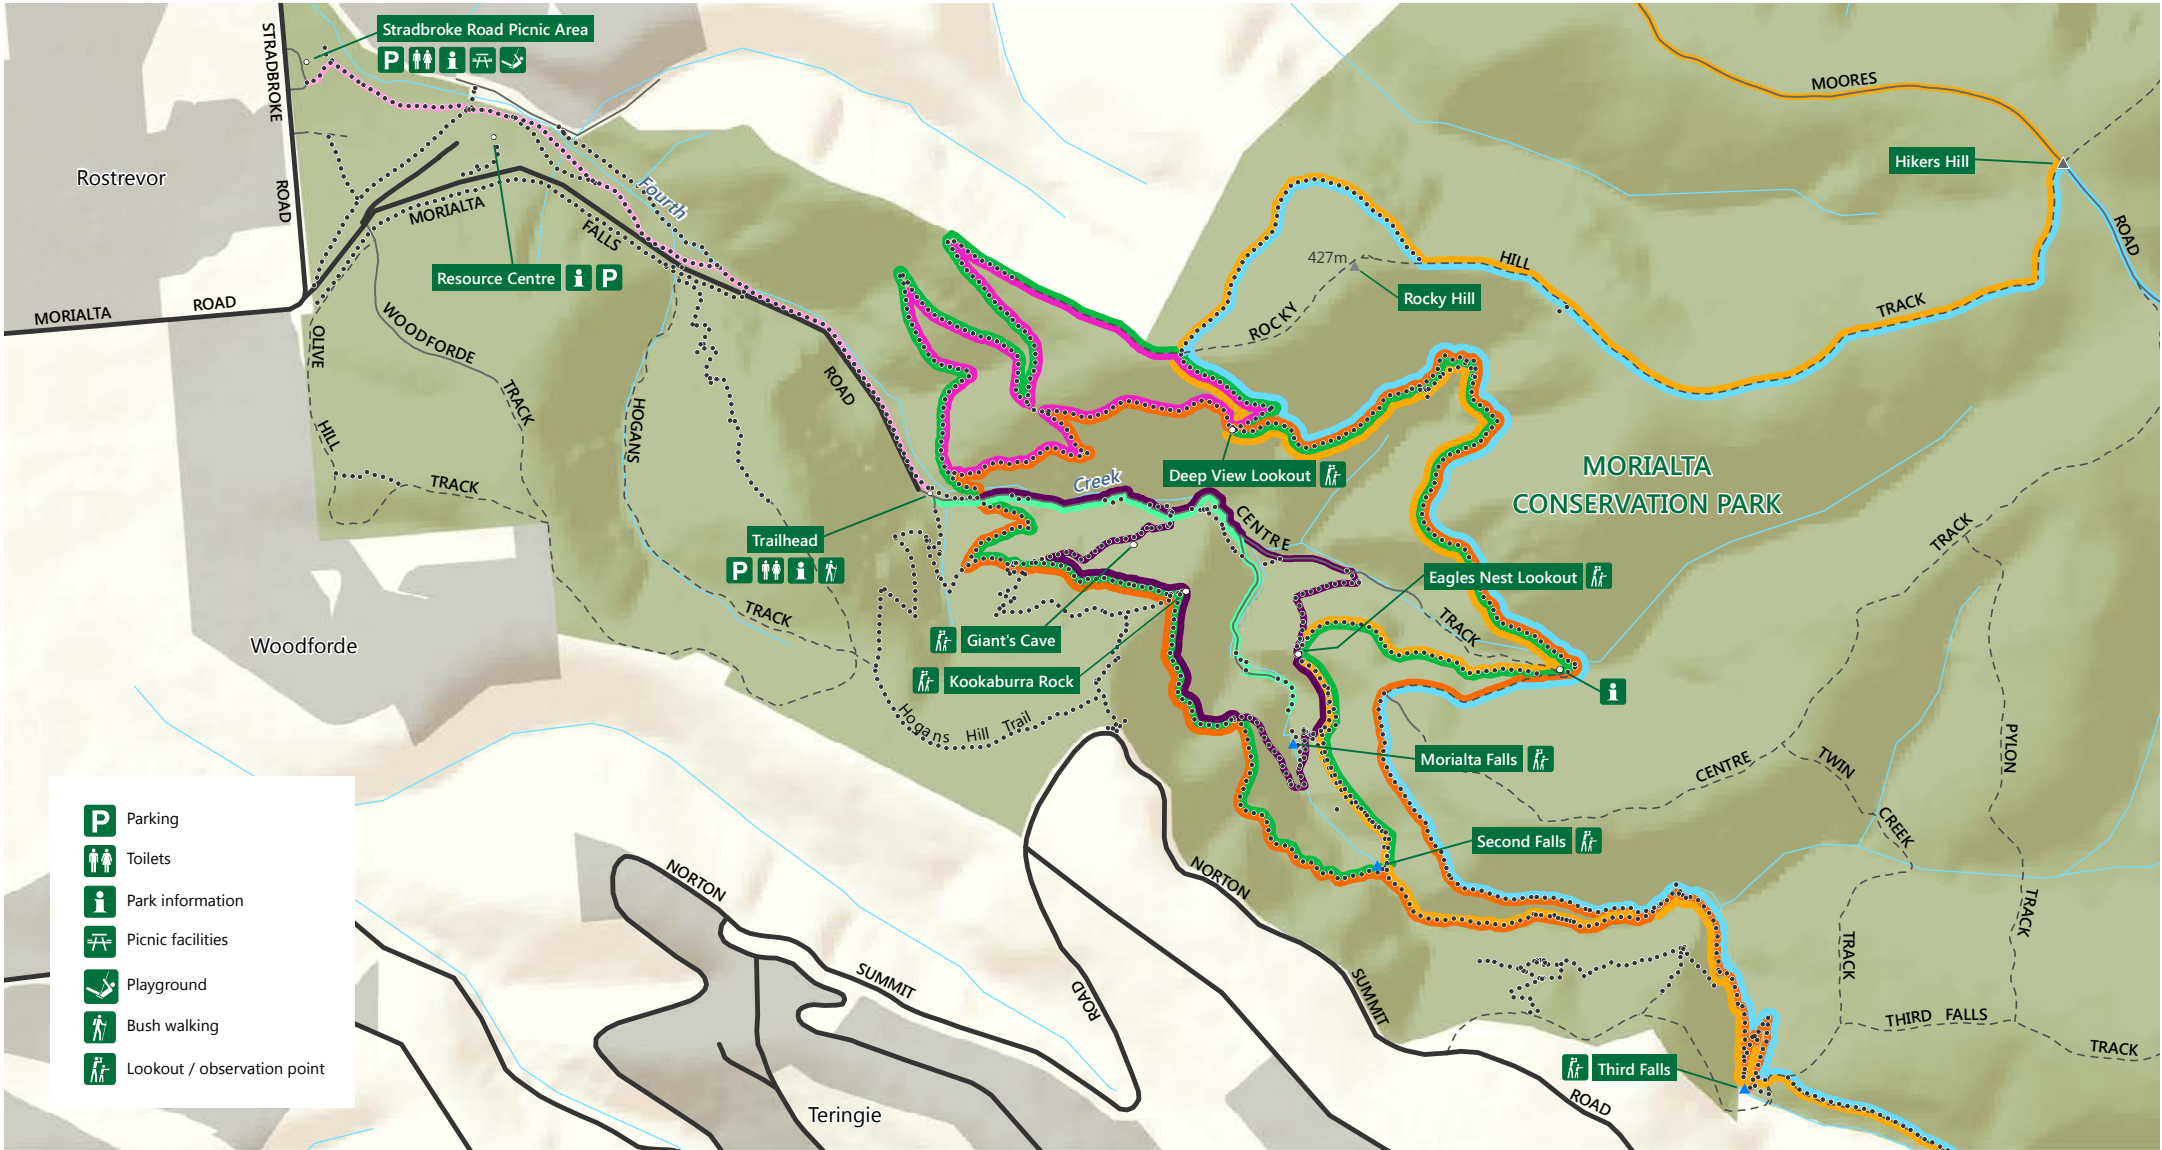 Stradbroke Road Picnic Area
P
STRADBROKE
ROAD
Rostrevor
MOORES
Hikers Hill
ROAD
Fourth
MORIALTA
FALLS
Resource Centre
P
427m
HILL
Rocky Hill
ROCKY
TRACK
MORIALTA
ROAD
OLIVE
HILL
TRACK
WOODFORDE
TRACK
HOGANS
TRACK
ROAD
Creek
Deep View Lookout
MORIALTA
CONSERVATION PARK
CENTRE
TRACK
Trailhead
P
Eagles Nest Lookout
Giant's Cave
Kookaburra Rock
Woodforde
Hogans Hill Trail
Morialta Falls
TRACK
CENTRE
TWIN
CREEK
TRACK
PYLON
TRACK
Second Falls
NORTON
SUMMIT
ROAD
NORTON
SUMMIT
ROAD
THIRD FALLS
TRACK
Third Falls
Teringie
P
Parking
Toilets
Park information
Picnic facilities
Playground
Bush walking
Lookout / observation point